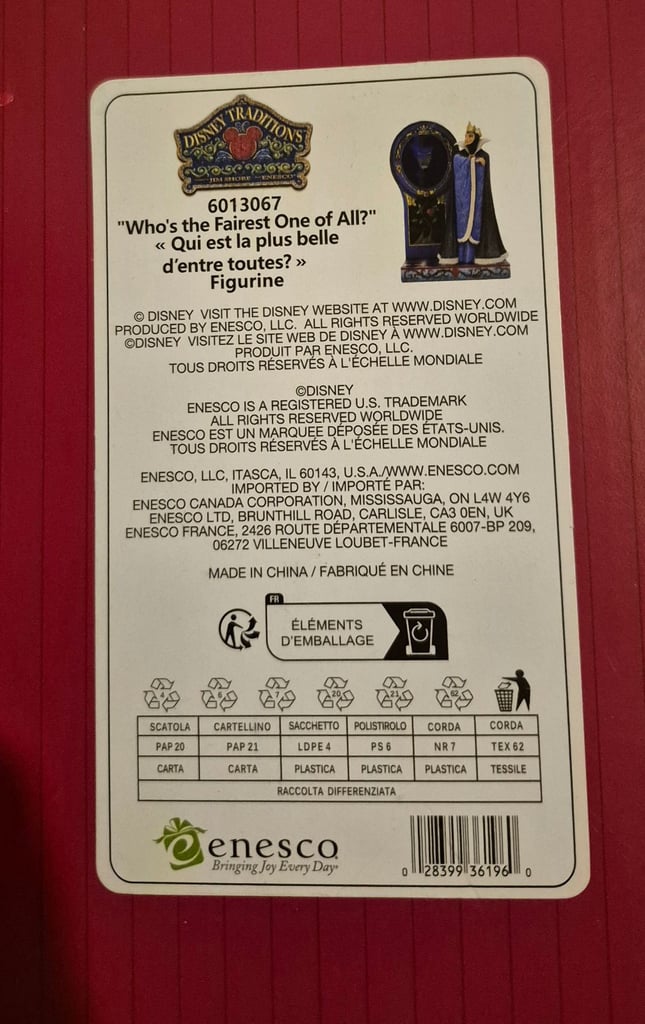 DISNEY TRADITIONS
JIM SHORE ENESCO
6013067
"Who's the Fairest One of All?"
« Qui est la plus belle
d'entre toutes? »
Figurine
© DISNEY VISIT THE DISNEY WEBSITE AT WWW.DISNEY.COM
PRODUCED BY ENESCO, LLC. ALL RIGHTS RESERVED WORLDWIDE
©DISNEY VISITEZ LE SITE WEB DE DISNEY À WWW.DISNEY.COM
PRODUIT PAR ENESCO, LLC.
TOUS DROITS RÉSERVÉS À L'ÉCHELLE MONDIALE
©DISNEY
ENESCO IS A REGISTERED U.S. TRADEMARK
ALL RIGHTS RESERVED WORLDWIDE
ENESCO EST UN MARQUEE DÉPOSÉE DES ÉTATS-UNIS.
TOUS DROITS RÉSERVÉS À L'ÉCHELLE MONDIALE
ENESCO, LLC, ITASCA, IL 60143, U.S.A./WWW.ENESCO.COM
IMPORTED BY / IMPORTÉ PAR:
ENESCO CANADA CORPORATION, MISSISSAUGA, ON L4W 4Y6
ENESCO LTD, BRUNTHILL ROAD, CARLISLE, CA3 0EN, UK
ENESCO FRANCE, 2426 ROUTE DÉPARTEMENTALE 6007-BP 209,
06272 VILLENEUVE LOUBET-FRANCE
MADE IN CHINA / FABRIQUÉ EN CHINE
FR
ÉLÉMENTS
D'EMBALLAGE
4 6 7 20 21 62
SCATOLA CARTELLINO SACCHETTO POLISTIROLO CORDA CORDA
PAP 20 PAP 21 LDPE 4 PS 6 NR 7 TEX 62
CARTA CARTA PLASTICA PLASTICA PLASTICA TESSILE
RACCOLTA DIFFERENZIATA
enesco
Bringing Joy Every Day
0 28399 36196 0